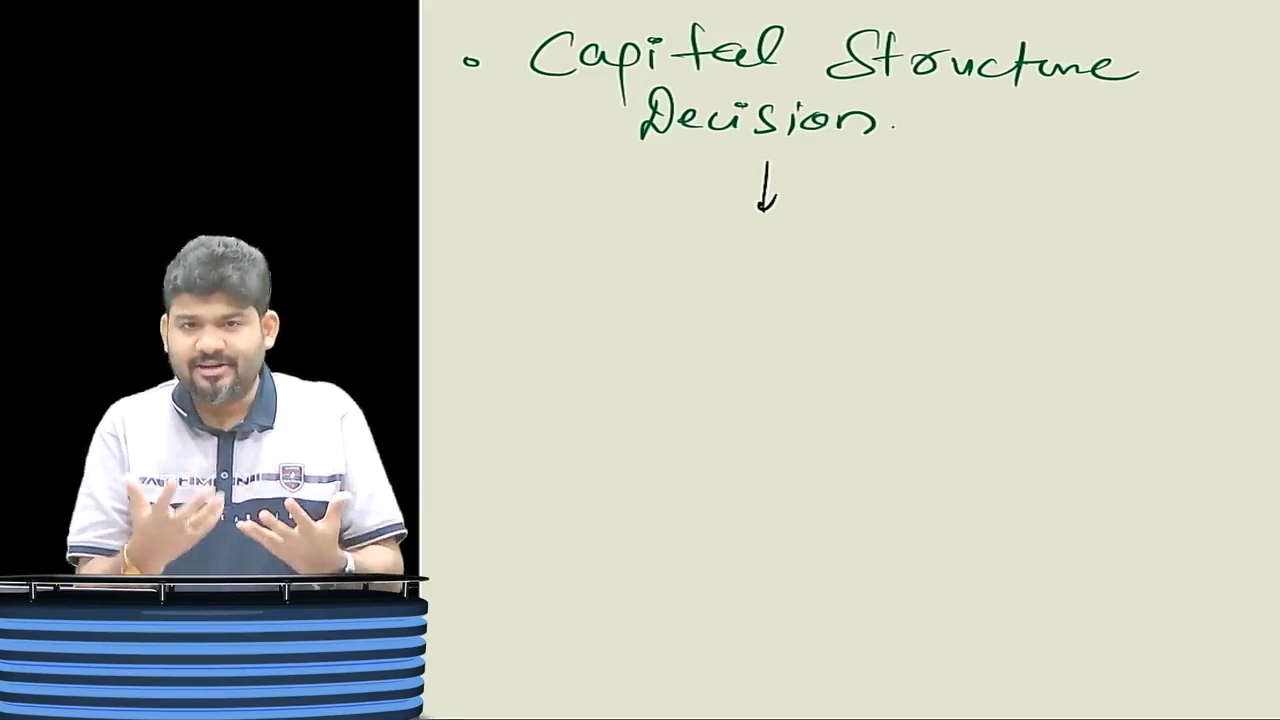 • Capital Structure
Decision.